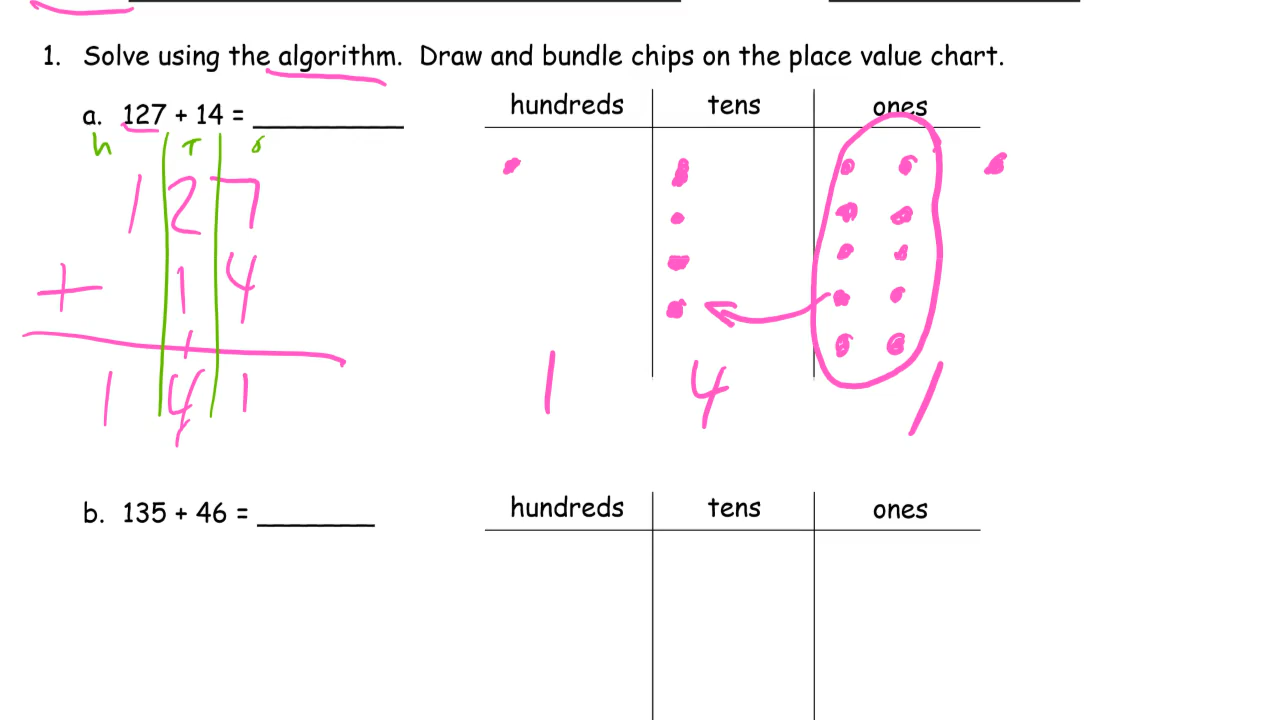 1. Solve using the algorithm. Draw and bundle chips on the place value chart.
a. 127 + 14 = ________
hundreds tens ones
h T o
127
+ 14
1
141
1 4 1
b. 135 + 46 = ________
hundreds tens ones